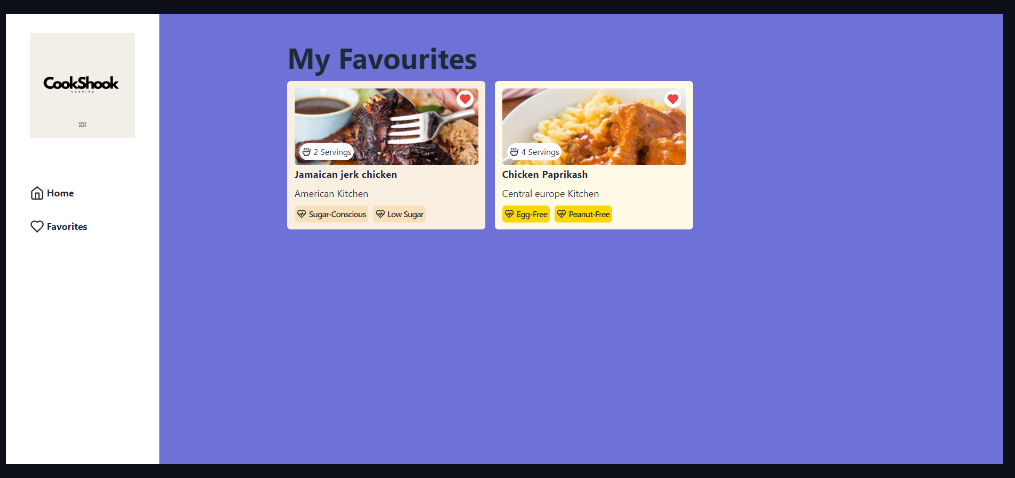 CookShook
Home
Favorites
My Favourites
2 Servings
Jamaican jerk chicken
American Kitchen
Sugar-Conscious
Low Sugar
4 Servings
Chicken Paprikash
Central europe Kitchen
Egg-Free
Peanut-Free